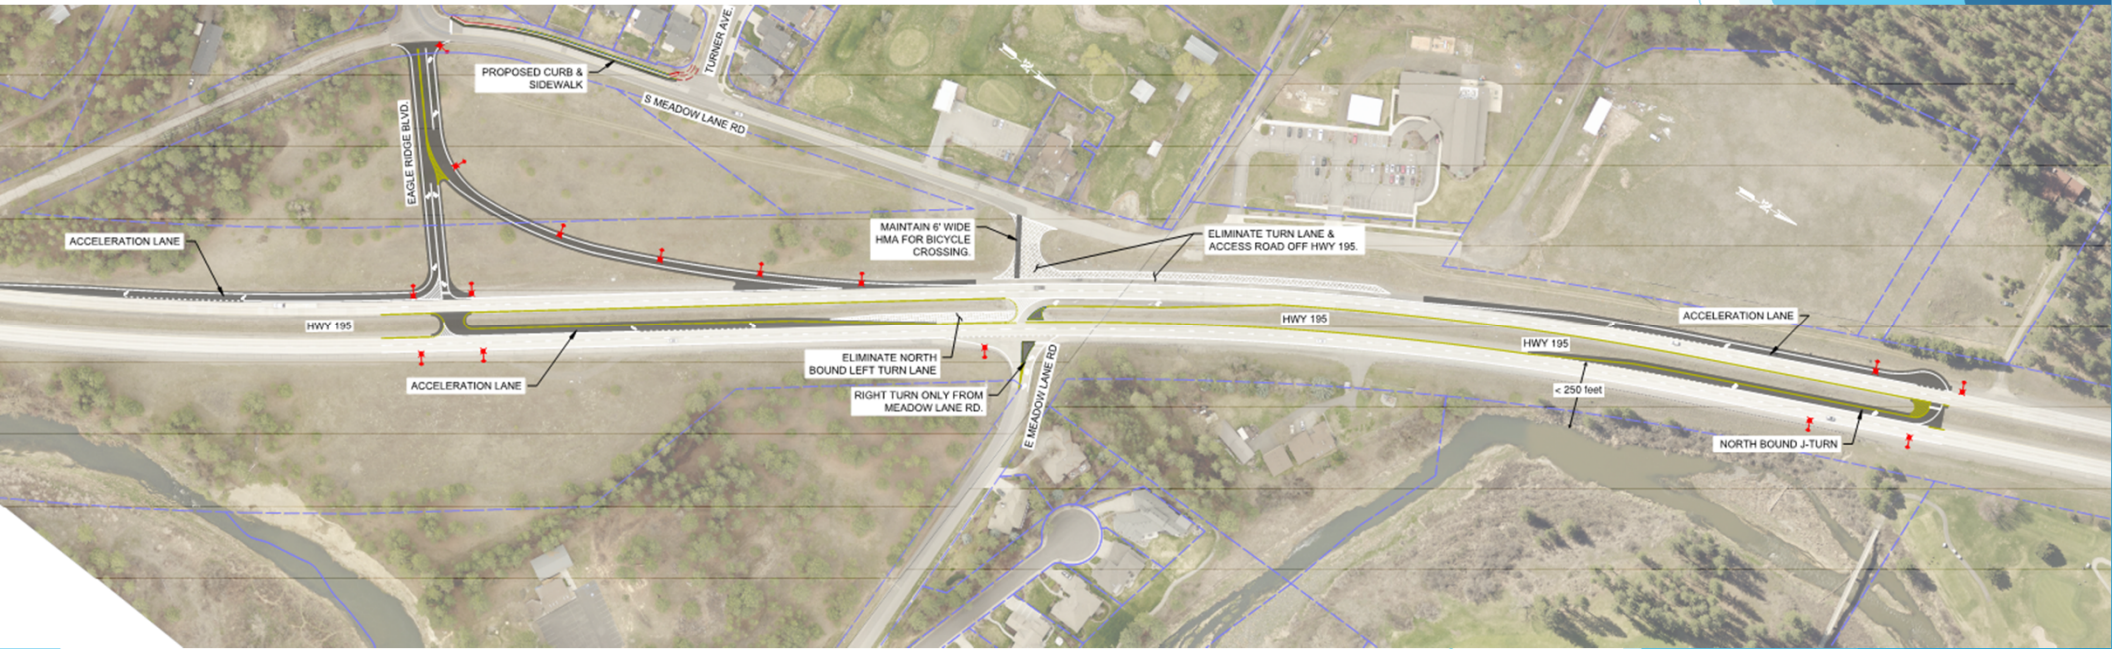 TURNER AVE.
PROPOSED CURB &
SIDEWALK
S MEADOW LANE RD
EAGLE RIDGE BLVD.
MAINTAIN 6' WIDE
HMA FOR BICYCLE
CROSSING.
ELIMINATE TURN LANE &
ACCESS ROAD OFF HWY 195.
ACCELERATION LANE
HWY 195
ACCELERATION LANE
ELIMINATE NORTH
BOUND LEFT TURN LANE
RIGHT TURN ONLY FROM
MEADOW LANE RD.
E MEADOW LANE RD
HWY 195
HWY 195
ACCELERATION LANE
< 250 feet
NORTH BOUND J-TURN